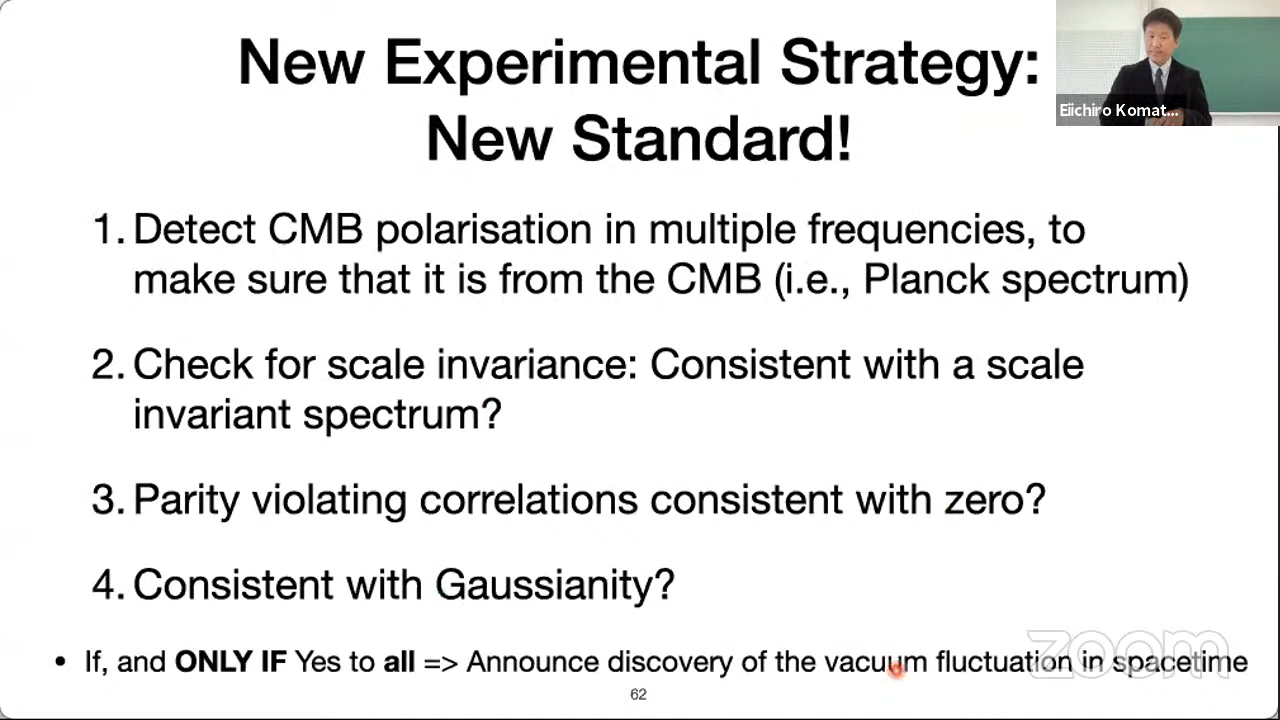 New Experimental Strategy:
New Standard!
Eiichiro Komat...
1. Detect CMB polarisation in multiple frequencies, to
make sure that it is from the CMB (i.e., Planck spectrum)
2. Check for scale invariance: Consistent with a scale
invariant spectrum?
3. Parity violating correlations consistent with zero?
4. Consistent with Gaussianity?
• If, and ONLY IF Yes to all => Announce discovery of the vacuum fluctuation in spacetime
zoom
62